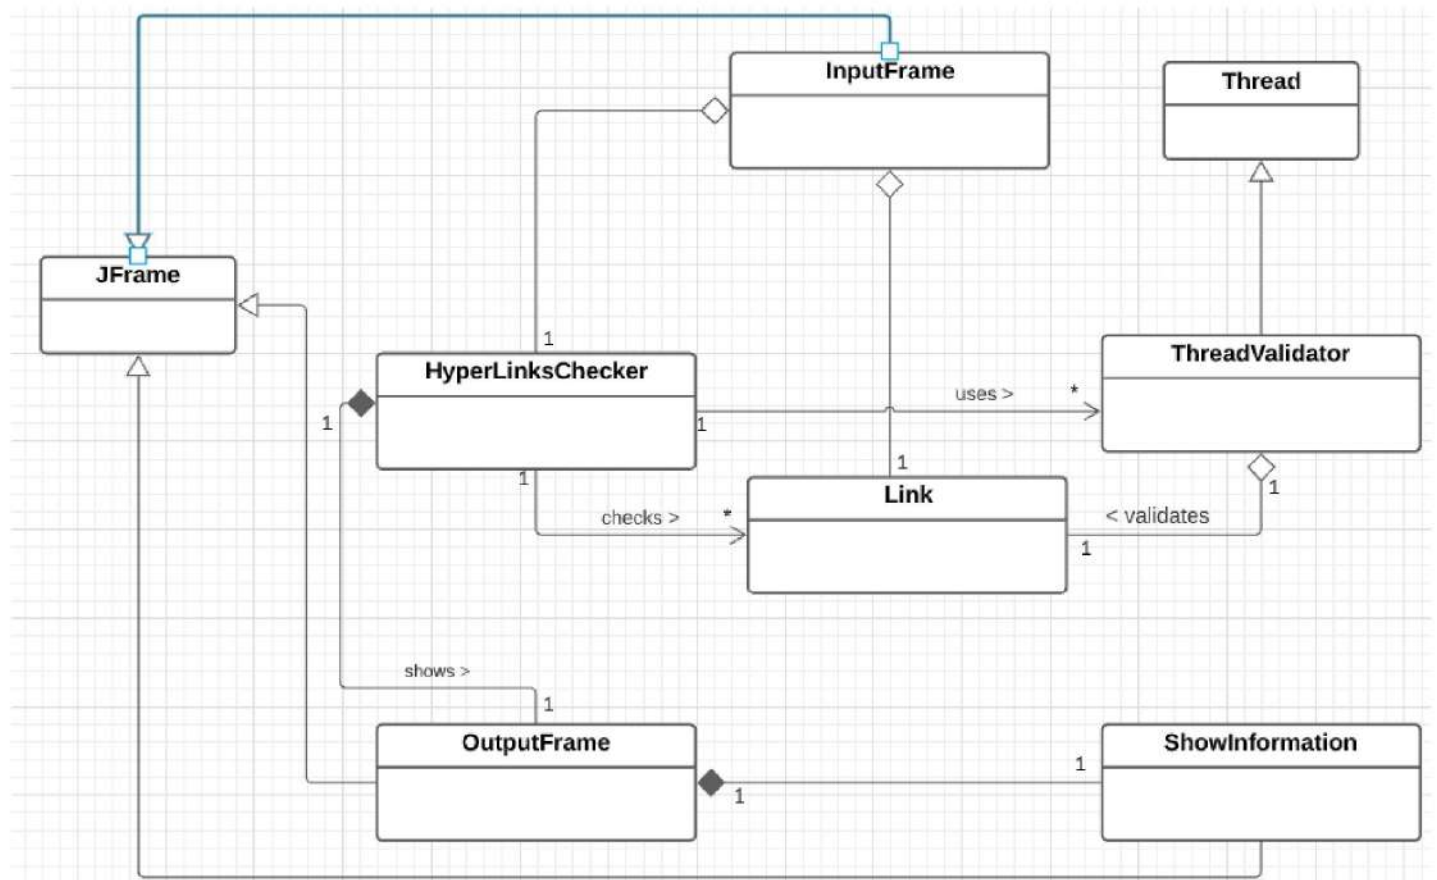 InputFrame
Thread
JFrame
1
HyperLinksChecker
ThreadValidator
uses >
*
1
1
1
1
Link
1
checks >
*
< validates
1
shows >
1
OutputFrame
ShowInformation
1
1